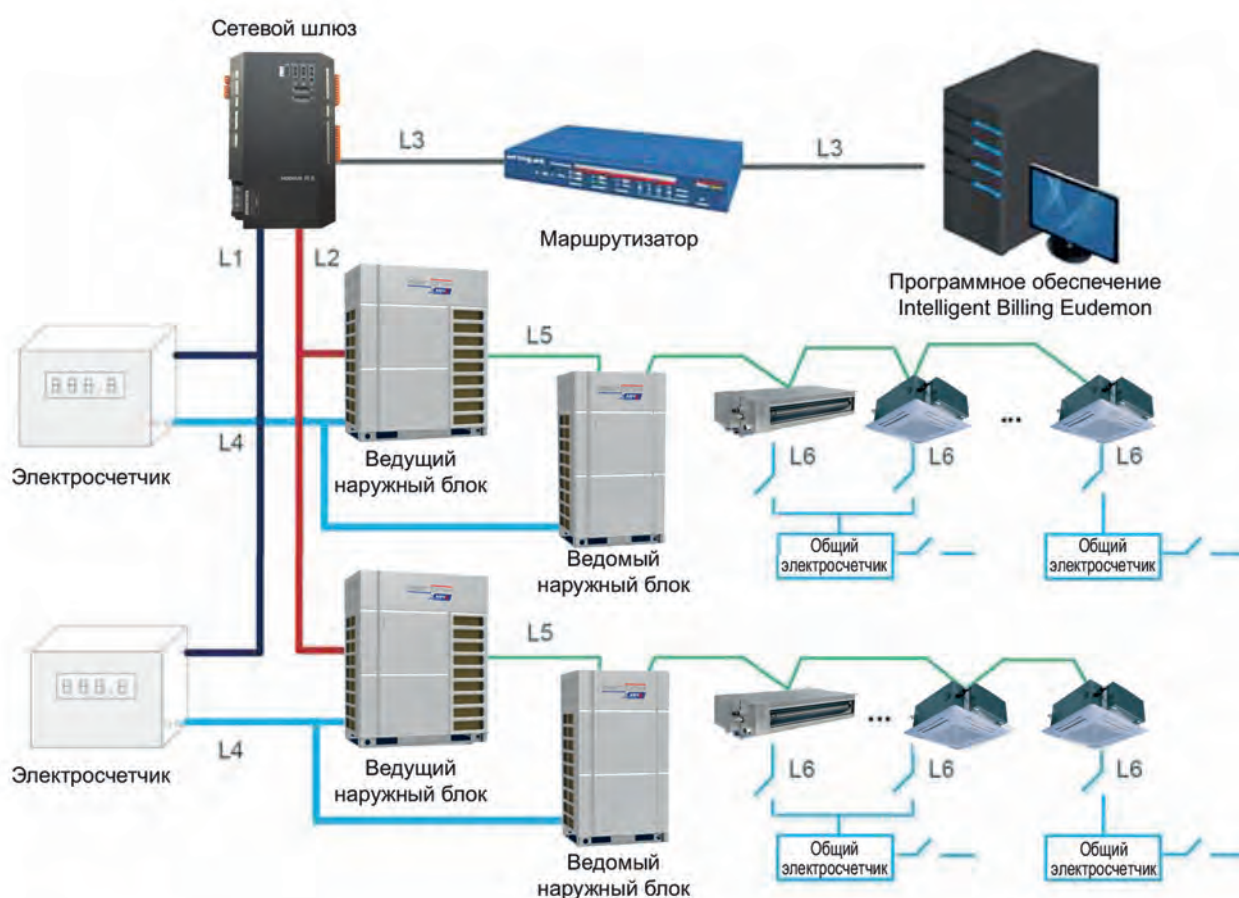 Сетевой шлюз
L3
L3
Маршрутизатор
Программное обеспечение
Intelligent Billing Eudemon
L1
L2
L5
L4
Электросчетчик
Ведущий
наружный блок
L6
L6
L6
Ведомый
наружный блок
Общий
электросчетчик
Общий
электросчетчик
L5
L4
Электросчетчик
Ведущий
наружный блок
L6
L6
L6
Ведомый
наружный блок
Общий
электросчетчик
Общий
электросчетчик